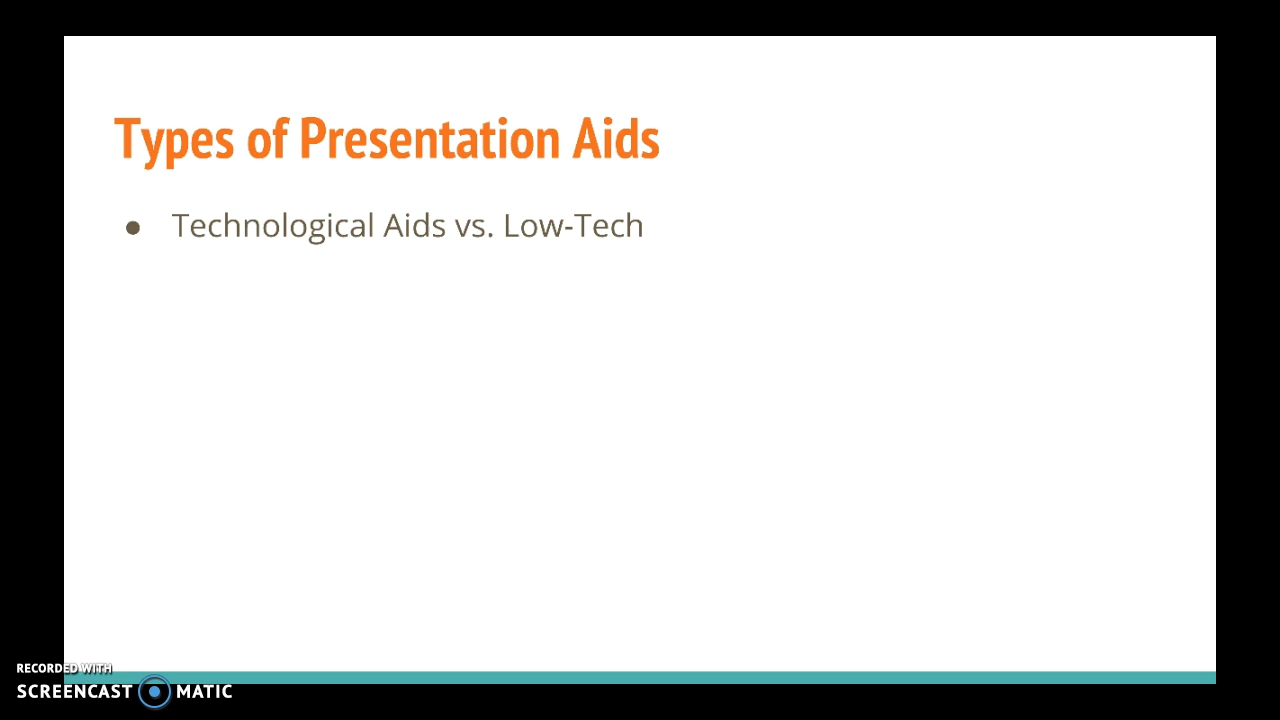 Types of Presentation Aids
● Technological Aids vs. Low-Tech
RECORDED WITH
SCREENCAST MATIC